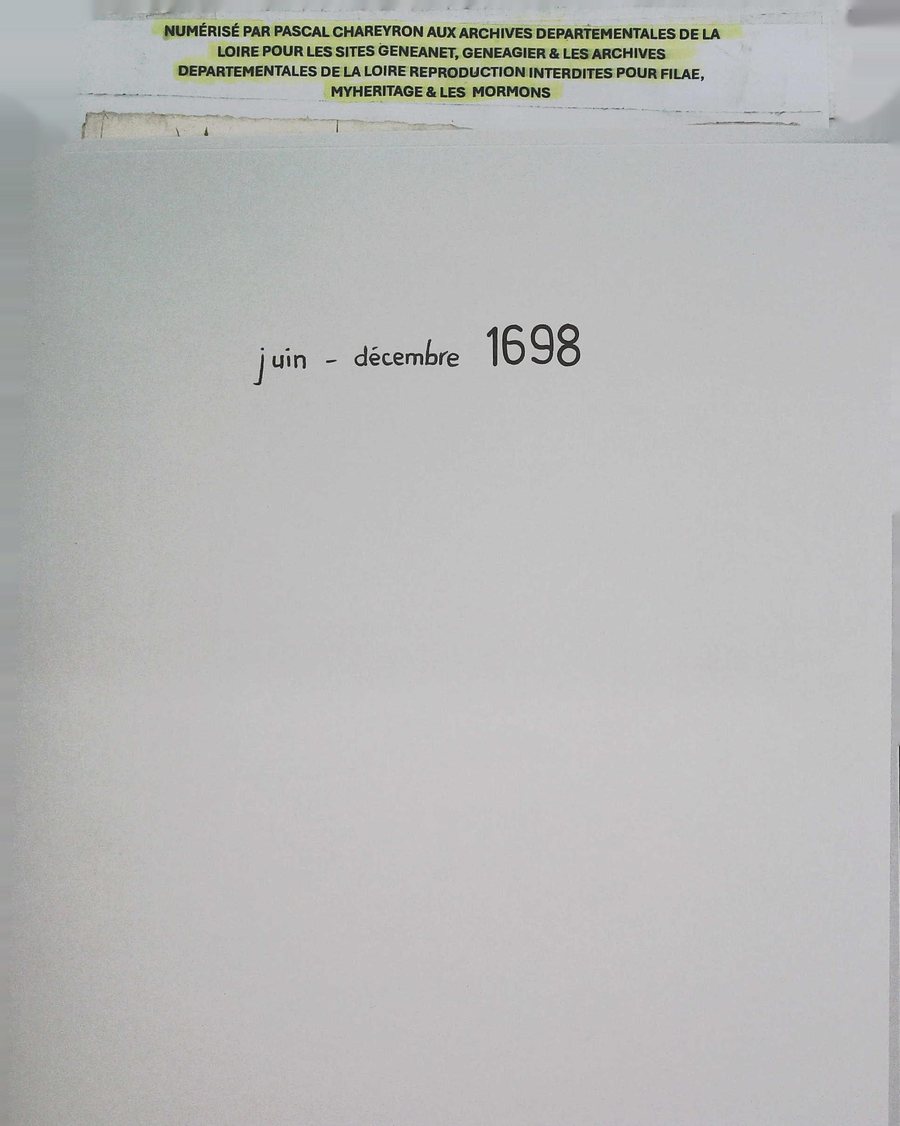 NUMÉRISÉ PAR PASCAL CHAREYRON AUX ARCHIVES DEPARTEMENTALES DE LA
LOIRE POUR LES SITES GENEANET, GENEAGIER & LES ARCHIVES
DEPARTEMENTALES DE LA LOIRE REPRODUCTION INTERDITES POUR FILAE,
MYHERITAGE & LES MORMONS
juin - décembre 1698